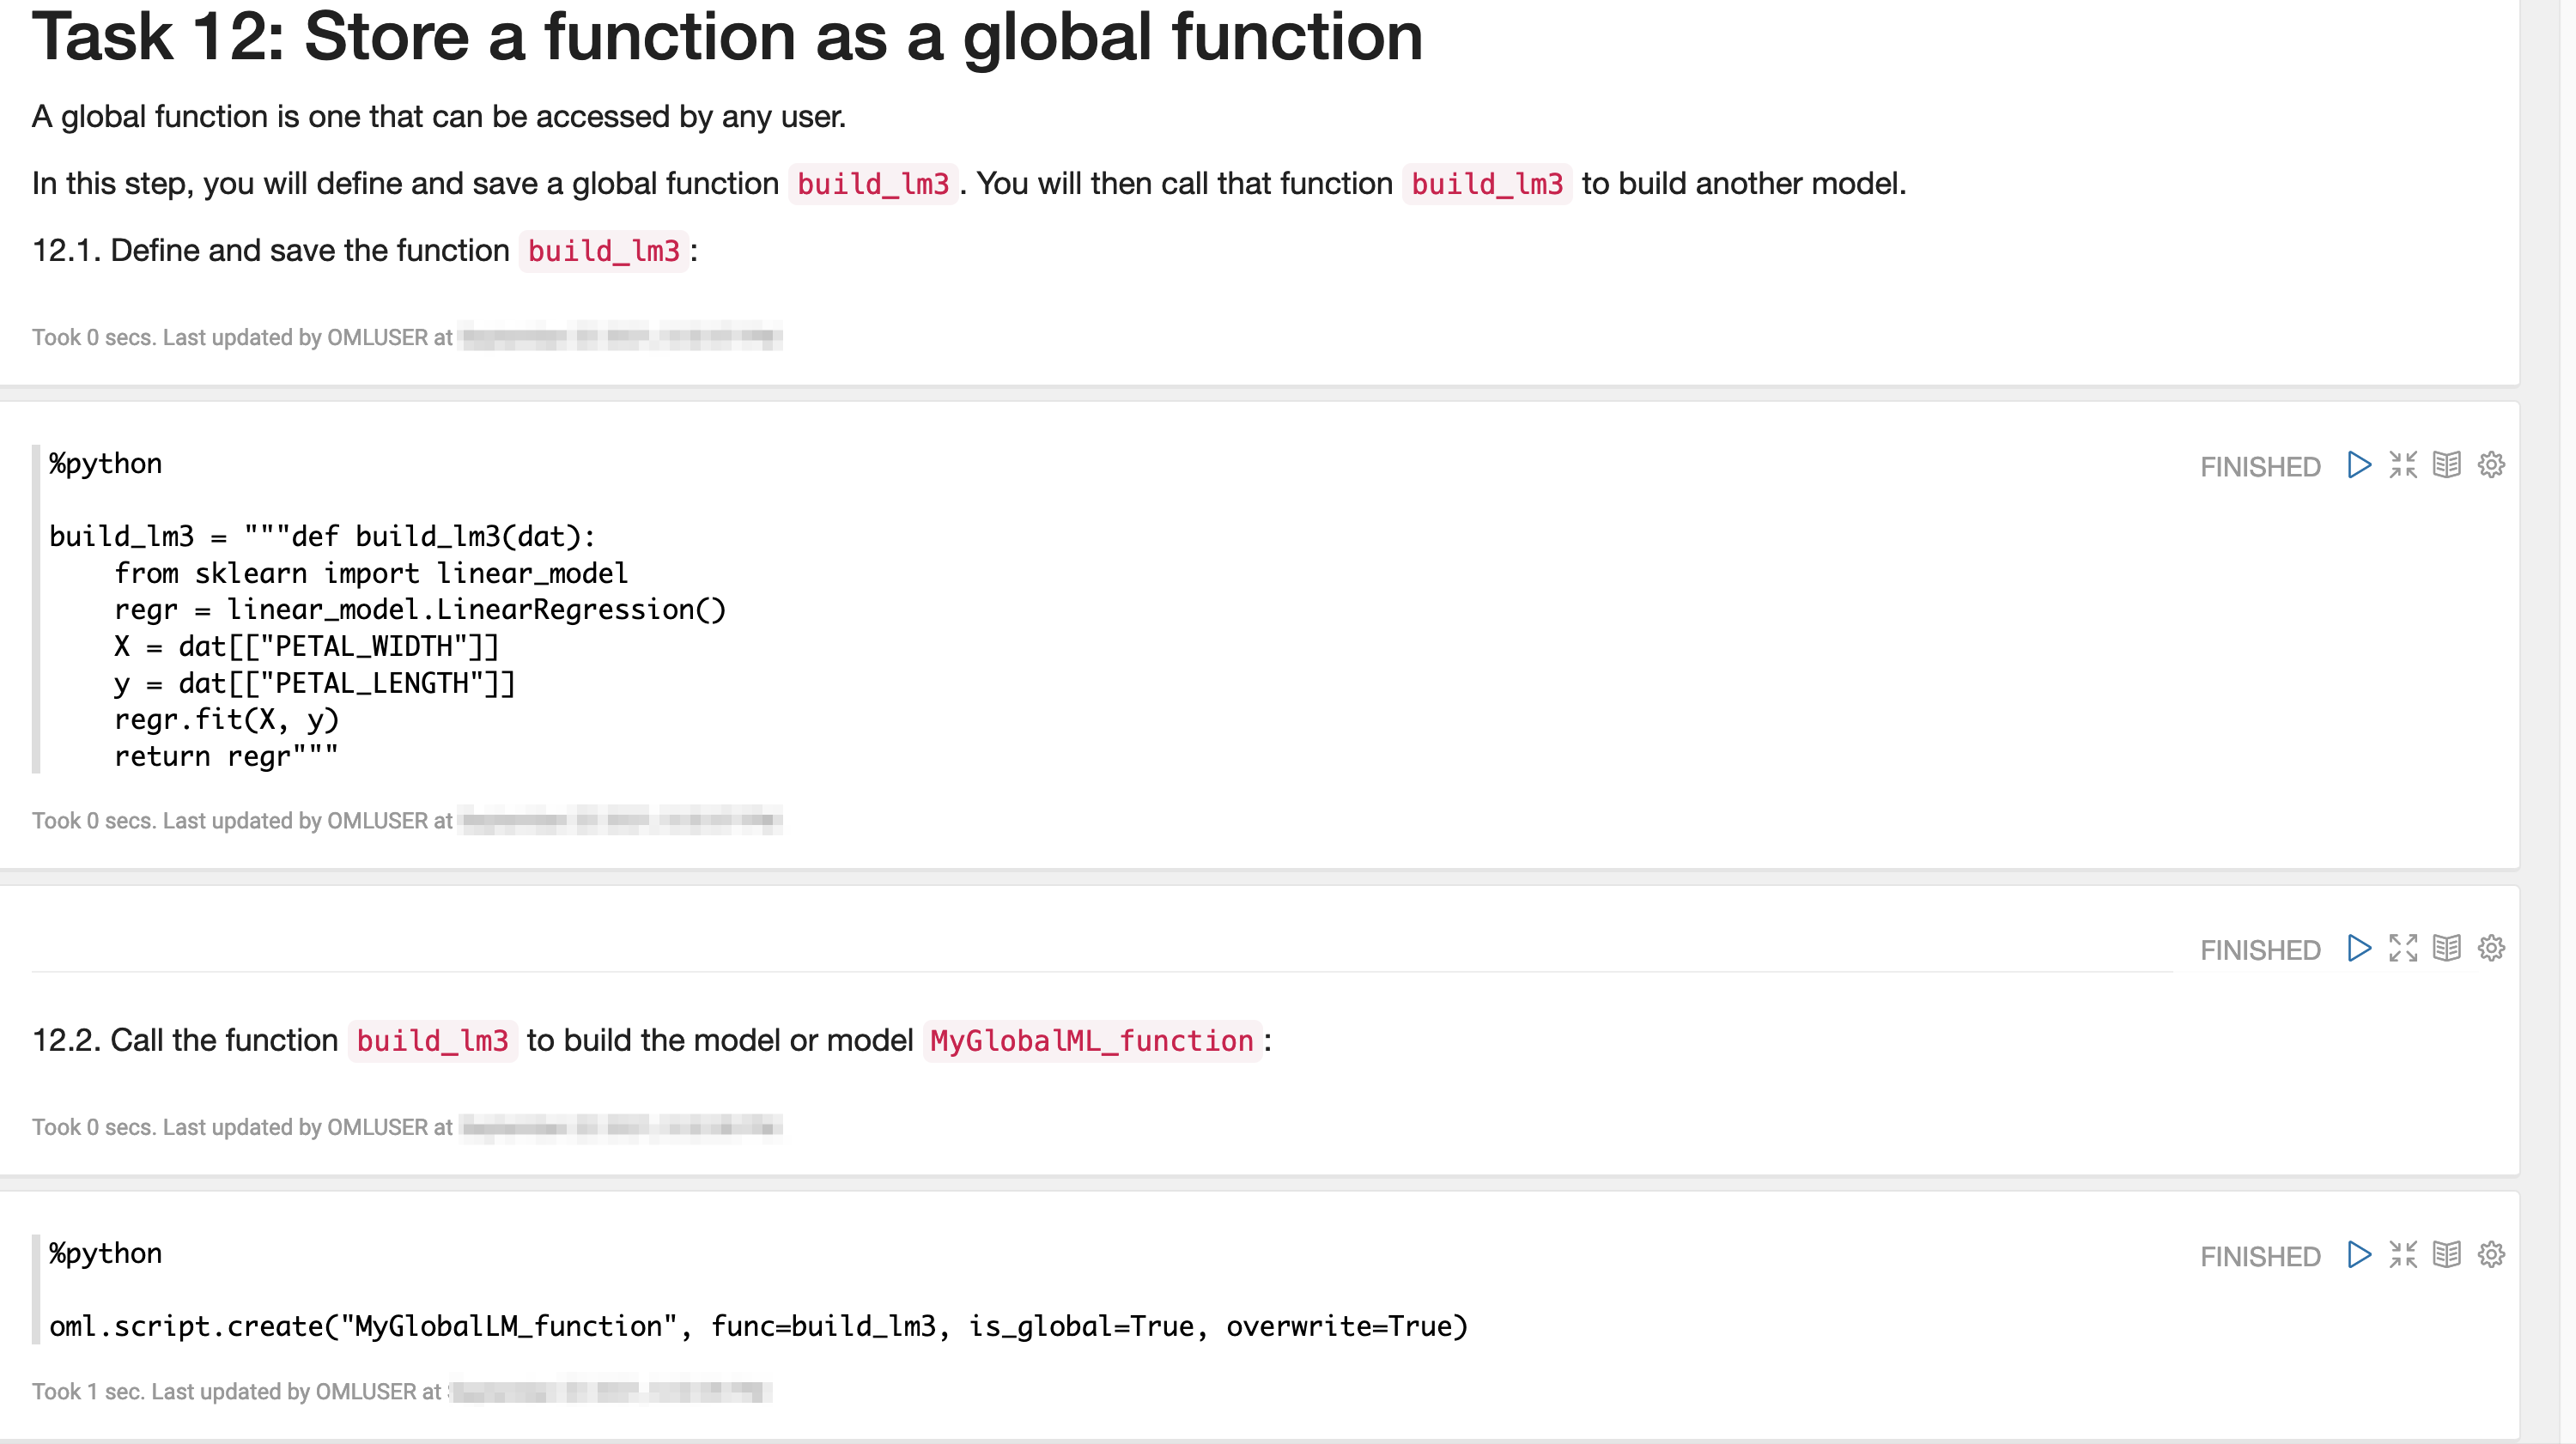 Task 12: Store a function as a global function
A global function is one that can be accessed by any user.
In this step, you will define and save a global function build_lm3. You will then call that function build_lm3 to build another model.
12.1. Define and save the function build_lm3:
Took 0 secs. Last updated by OMLUSER at
%python
FINISHED
build_lm3 = """def build_lm3(dat):
    from sklearn import linear_model
    regr = linear_model.LinearRegression()
    X = dat[["PETAL_WIDTH"]]
    y = dat[["PETAL_LENGTH"]]
    regr.fit(X, y)
    return regr"""
Took 0 secs. Last updated by OMLUSER at
FINISHED
12.2. Call the function build_lm3 to build the model or model MyGlobalML_function:
Took 0 secs. Last updated by OMLUSER at
%python
FINISHED
oml.script.create("MyGlobalLM_function", func=build_lm3, is_global=True, overwrite=True)
Took 1 sec. Last updated by OMLUSER at